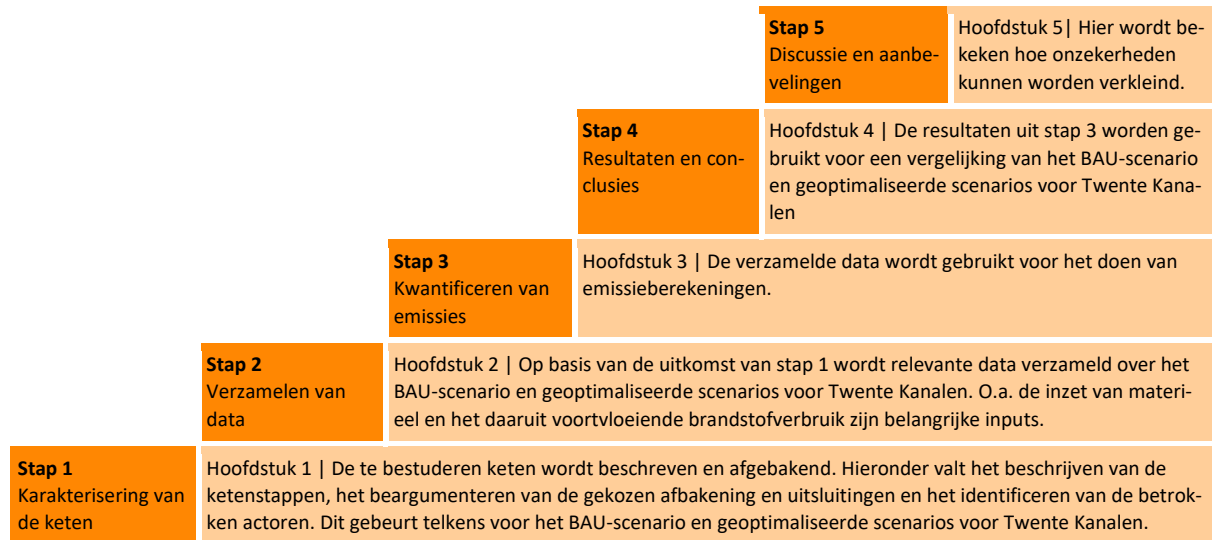 Stap 5
Discussie en aanbe-
velingen
Hoofdstuk 5| Hier wordt be-
keken hoe onzekerheden
kunnen worden verkleind.
Stap 4
Resultaten en con-
clusies
Hoofdstuk 4 | De resultaten uit stap 3 worden ge-
bruikt voor een vergelijking van het BAU-scenario
en geoptimaliseerde scenarios voor Twente Kana-
len
Stap 3
Kwantificeren van
emissies
Hoofdstuk 3 | De verzamelde data wordt gebruikt voor het doen van
emissieberekeningen.
Stap 2
Verzamelen van
data
Hoofdstuk 2 | Op basis van de uitkomst van stap 1 wordt relevante data verzameld over het
BAU-scenario en geoptimaliseerde scenarios voor Twente Kanalen. O.a. de inzet van materi-
eel en het daaruit voortvloeiende brandstofverbruik zijn belangrijke inputs.
Stap 1
Karakterisering van
de keten
Hoofdstuk 1 | De te bestuderen keten wordt beschreven en afgebakend. Hieronder valt het beschrijven van de
ketenstappen, het beargumenteren van de gekozen afbakening en uitsluitingen en het identificeren van de betrok-
ken actoren. Dit gebeurt telkens voor het BAU-scenario en geoptimaliseerde scenarios voor Twente Kanalen.